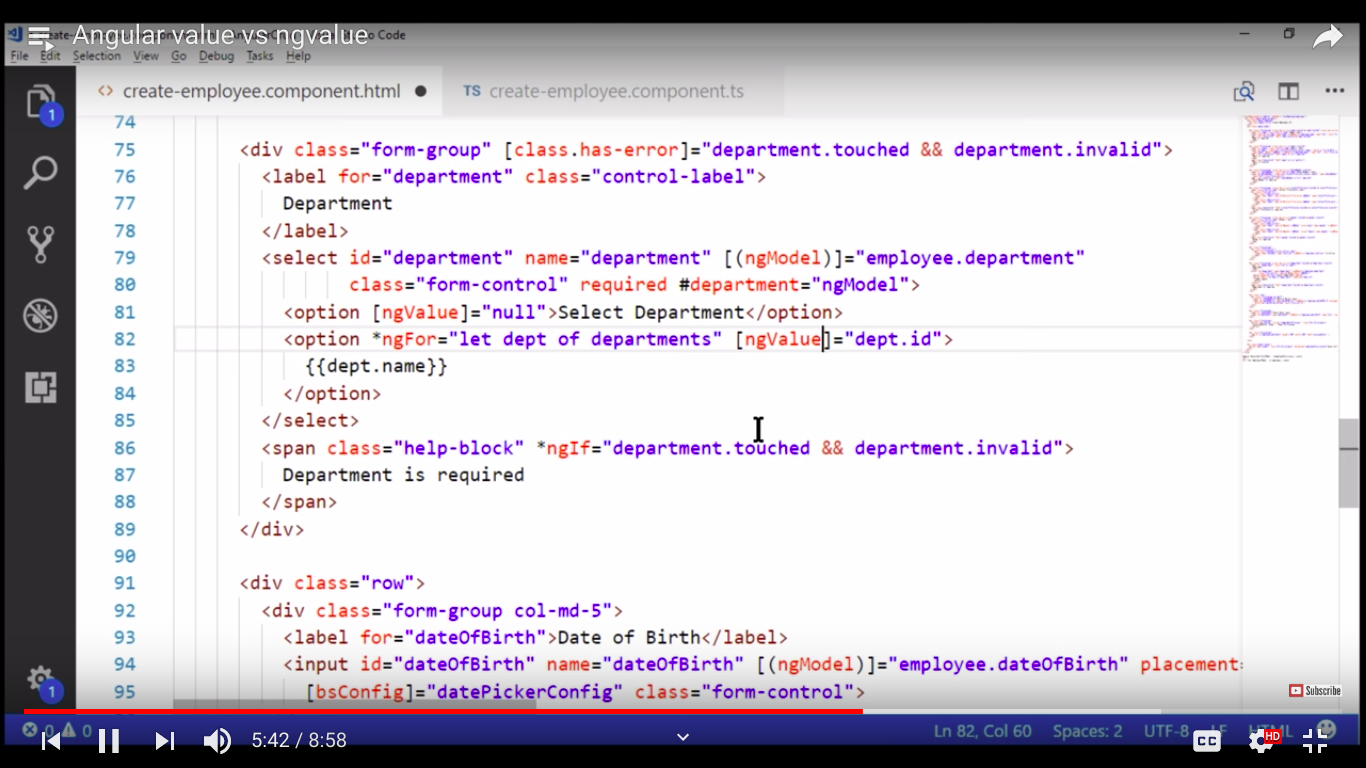 Angular value vs ngvalue
Code
File Edit Selection View Go Debug Tasks Help
<> create-employee.component.html ● TS create-employee.component.ts
1
74
75 <div class="form-group" [class.has-error]="department.touched && department.invalid">
76 <label for="department" class="control-label">
77 Department
78 </label>
79 <select id="department" name="department" [(ngModel)]="employee.department"
80 class="form-control" required #department="ngModel">
81 <option [ngValue]="null">Select Department</option>
82 <option *ngFor="let dept of departments" [ngValue]="dept.id">
83 {{dept.name}}
84 </option>
85 </select>
86 <span class="help-block" *ngIf="department.touched && department.invalid">
87 Department is required
88 </span>
89 </div>
90
91 <div class="row">
92 <div class="form-group col-md-5">
93 <label for="dateOfBirth">Date of Birth</label>
94 <input id="dateOfBirth" name="dateOfBirth" [(ngModel)]="employee.dateOfBirth" placement
95 [bsConfig]="datePickerConfig" class="form-control">
1
Subscribe
0 0 Ln 82, Col 60 Spaces: 2 UTF-8 LF HTML
5:42 / 8:58 CC HD